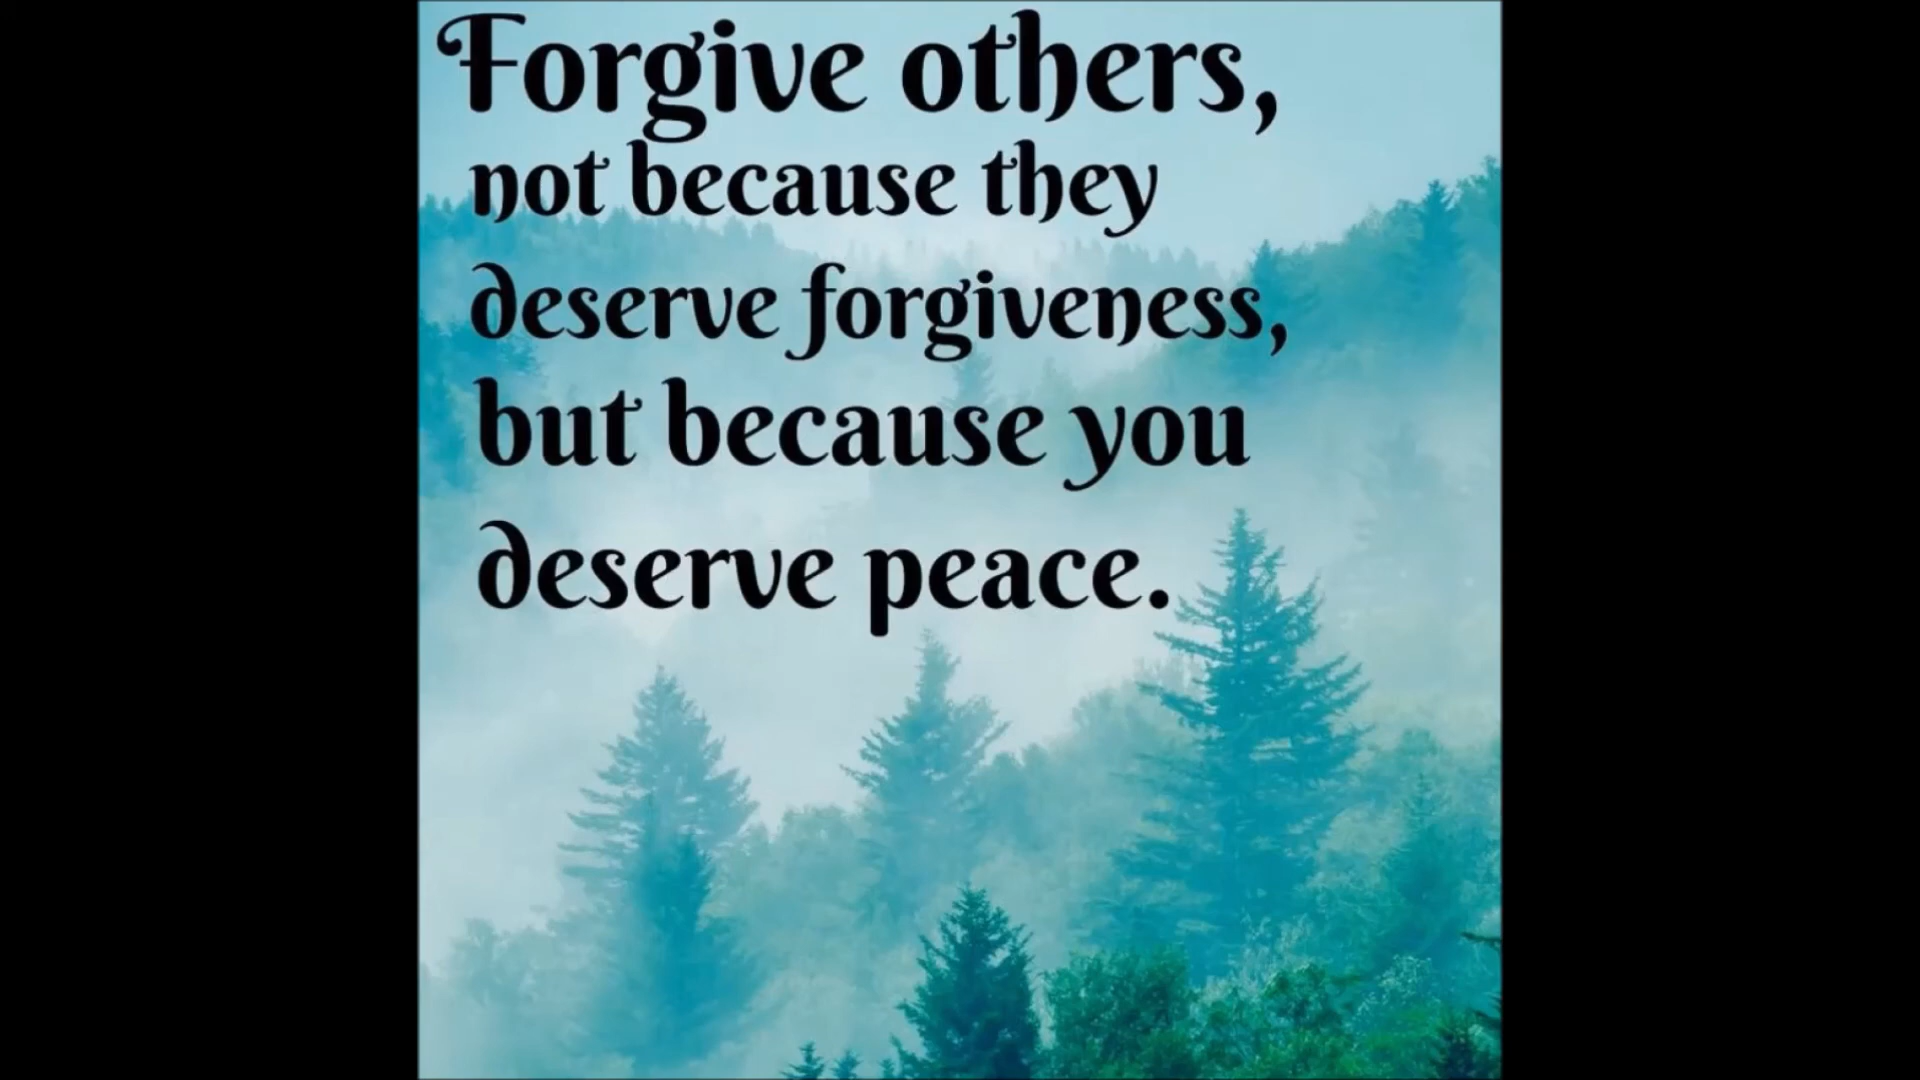 Forgive others,
not because they
deserve forgiveness,
but because you
deserve peace.